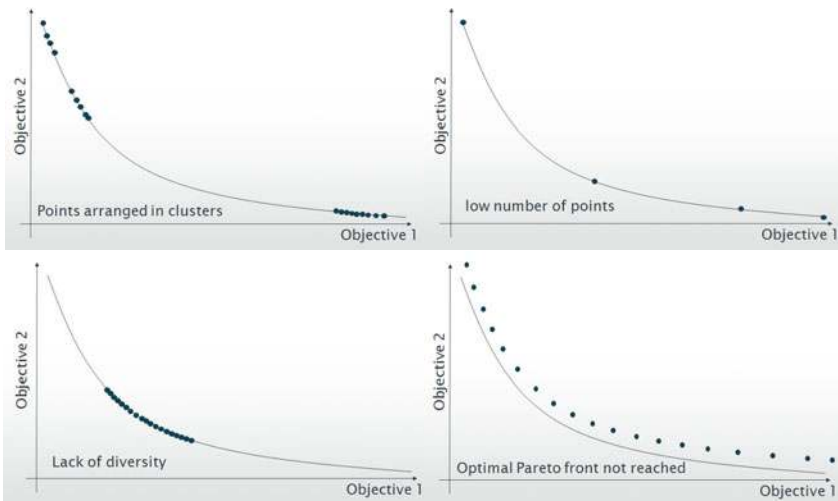 Objective 2
Points arranged in clusters
Objective 1
Objective 2
low number of points
Objective 1
Objective 2
Lack of diversity
Objective 1
Objective 2
Optimal Pareto front not reached
Objective 1